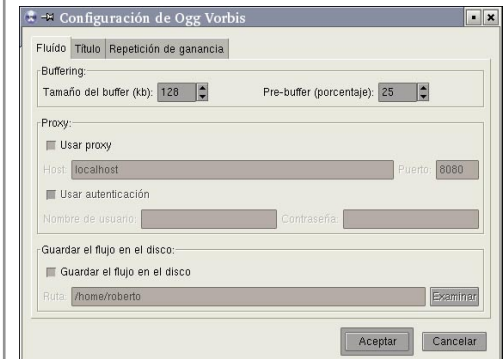 Configuración de Ogg Vorbis
Fluído Título Repetición de ganancia
Buffering:
Tamaño del buffer (kb): 128 Pre-buffer (porcentaje): 25
Proxy:
Usar proxy
Host: localhost Puerto: 8080
Usar autenticación
Nombre de usuario: Contraseña:
Guardar el flujo en el disco:
Guardar el flujo en el disco
Ruta: /home/roberto Examinar
Aceptar Cancelar